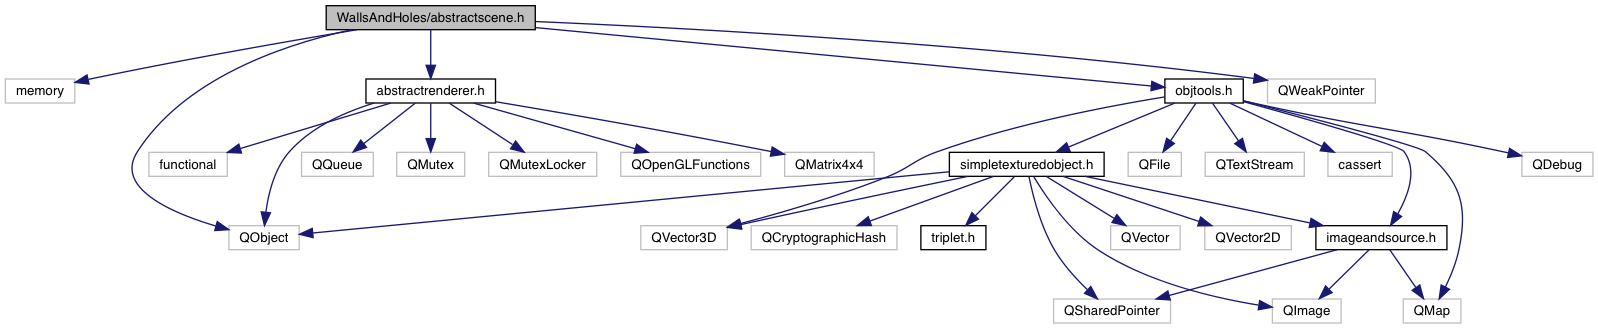 WallsAndHoles/abstractscene.h
memory
abstractrenderer.h
objtools.h
QWeakPointer
functional
QQueue
QMutex
QMutexLocker
QOpenGLFunctions
QMatrix4x4
simpletexturedobject.h
QFile
QTextStream
cassert
QDebug
QObject
QVector3D
QCryptographicHash
triplet.h
QVector
QVector2D
imageandsource.h
QSharedPointer
QImage
QMap